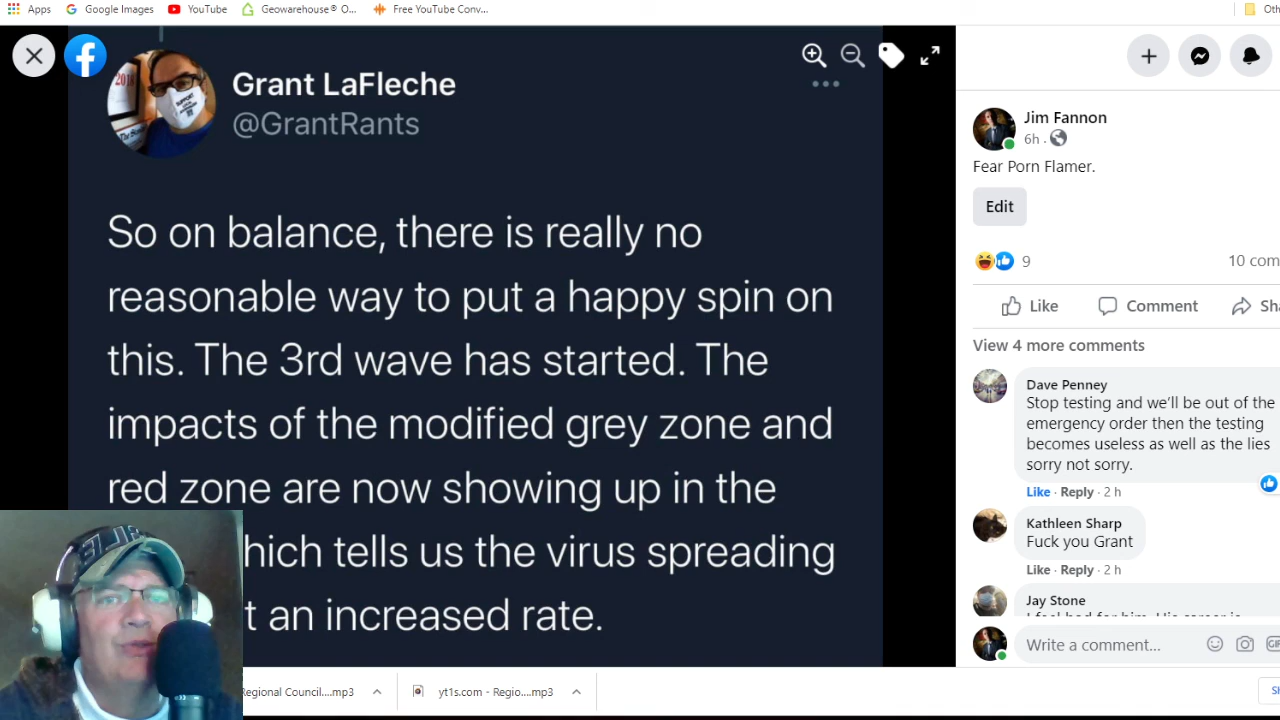 Apps
Google Images
YouTube
Geowarehouse® O...
Free YouTube Conv...
Oth
Grant LaFleche
@GrantRants
So on balance, there is really no
reasonable way to put a happy spin on
this. The 3rd wave has started. The
impacts of the modified grey zone and
red zone are now showing up in the
hich tells us the virus spreading
t an increased rate.
Jim Fannon
6h ·
Fear Porn Flamer.
Edit
9
10 com
Like
Comment
Sha
View 4 more comments
Dave Penney
Stop testing and we'll be out of the
emergency order then the testing
becomes useless as well as the lies
sorry not sorry.
Like · Reply · 2 h
Kathleen Sharp
Fuck you Grant
Like · Reply · 2 h
Jay Stone
Write a comment...
GIF
Regional Council....mp3
yt1s.com - Regio....mp3